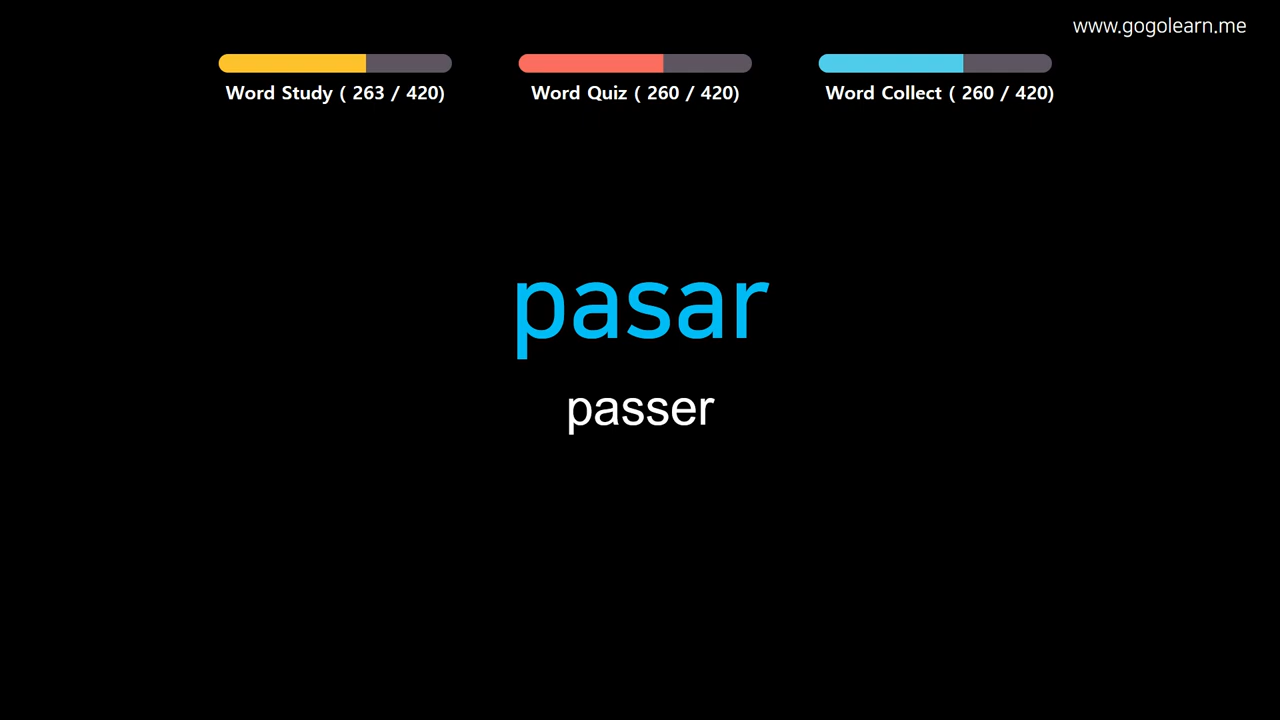 www.gogolearn.me
Word Study ( 263 / 420)
Word Quiz ( 260 / 420)
Word Collect ( 260 / 420)
pasar
passer